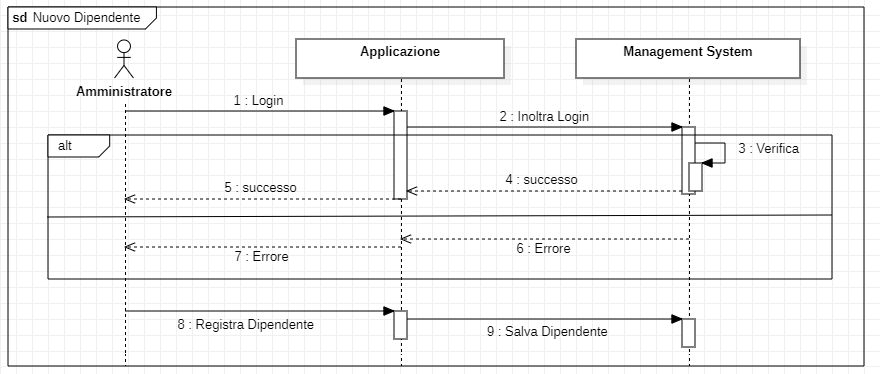 sd Nuovo Dipendente
Amministratore
Applicazione
Management System
1 : Login
2 : Inoltra Login
alt
3 : Verifica
4 : successo
5 : successo
6 : Errore
7 : Errore
8 : Registra Dipendente
9 : Salva Dipendente